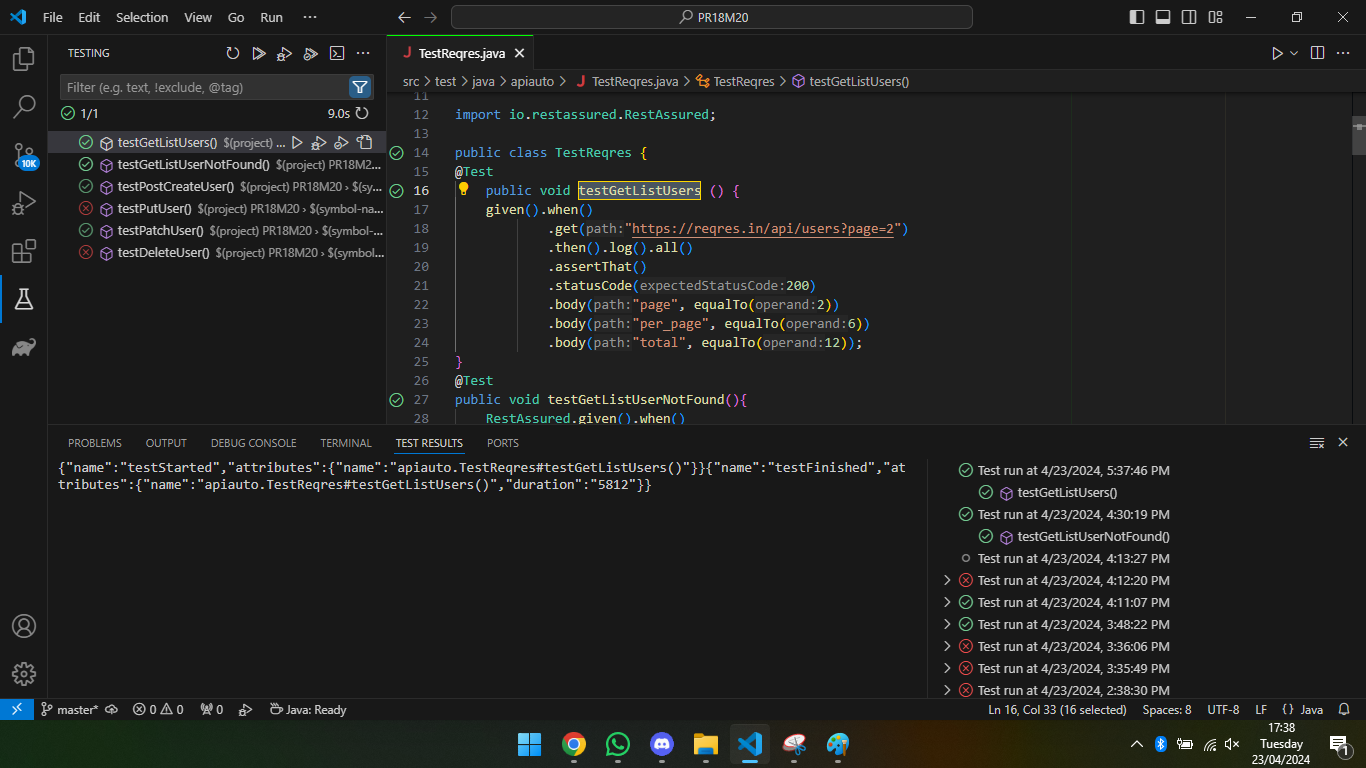 File Edit Selection View Go Run ···
PR18M20
TESTING
Filter (e.g. text, !exclude, @tag)
1/1 9.0s
testGetListUsers() $(project) ...
testGetListUserNotFound() $(project) PR18M2...
testPostCreateUser() $(project) PR18M20 › $(sy...
testPutUser() $(project) PR18M20 › $(symbol-na...
testPatchUser() $(project) PR18M20 › $(symbol-...
testDeleteUser() $(project) PR18M20 › $(symbol...
10K
J TestReqres.java
src > test > java > apiauto > J TestReqres.java > TestReqres > testGetListUsers()
11
12 import io.restassured.RestAssured;
13
14 public class TestReqres {
15 @Test
16 public void testGetListUsers () {
17 given().when()
18 .get(path:"https://reqres.in/api/users?page=2")
19 .then().log().all()
20 .assertThat()
21 .statusCode(expectedStatusCode:200)
22 .body(path:"page", equalTo(operand:2))
23 .body(path:"per_page", equalTo(operand:6))
24 .body(path:"total", equalTo(operand:12));
25 }
26 @Test
27 public void testGetListUserNotFound(){
28 RestAssured.given().when()
PROBLEMS OUTPUT DEBUG CONSOLE TERMINAL TEST RESULTS PORTS
{"name":"testStarted","attributes":{"name":"apiauto.TestReqres#testGetListUsers()"}}{"name":"testFinished","at
tributes":{"name":"apiauto.TestReqres#testGetListUsers()","duration":"5812"}}
Test run at 4/23/2024, 5:37:46 PM
testGetListUsers()
Test run at 4/23/2024, 4:30:19 PM
testGetListUserNotFound()
Test run at 4/23/2024, 4:13:27 PM
Test run at 4/23/2024, 4:12:20 PM
Test run at 4/23/2024, 4:11:07 PM
Test run at 4/23/2024, 3:48:22 PM
Test run at 4/23/2024, 3:36:06 PM
Test run at 4/23/2024, 3:35:49 PM
Test run at 4/23/2024, 2:38:30 PM
master* 0 0 0 Java: Ready Ln 16, Col 33 (16 selected) Spaces: 8 UTF-8 LF {} Java
17:38
Tuesday
23/04/2024
1